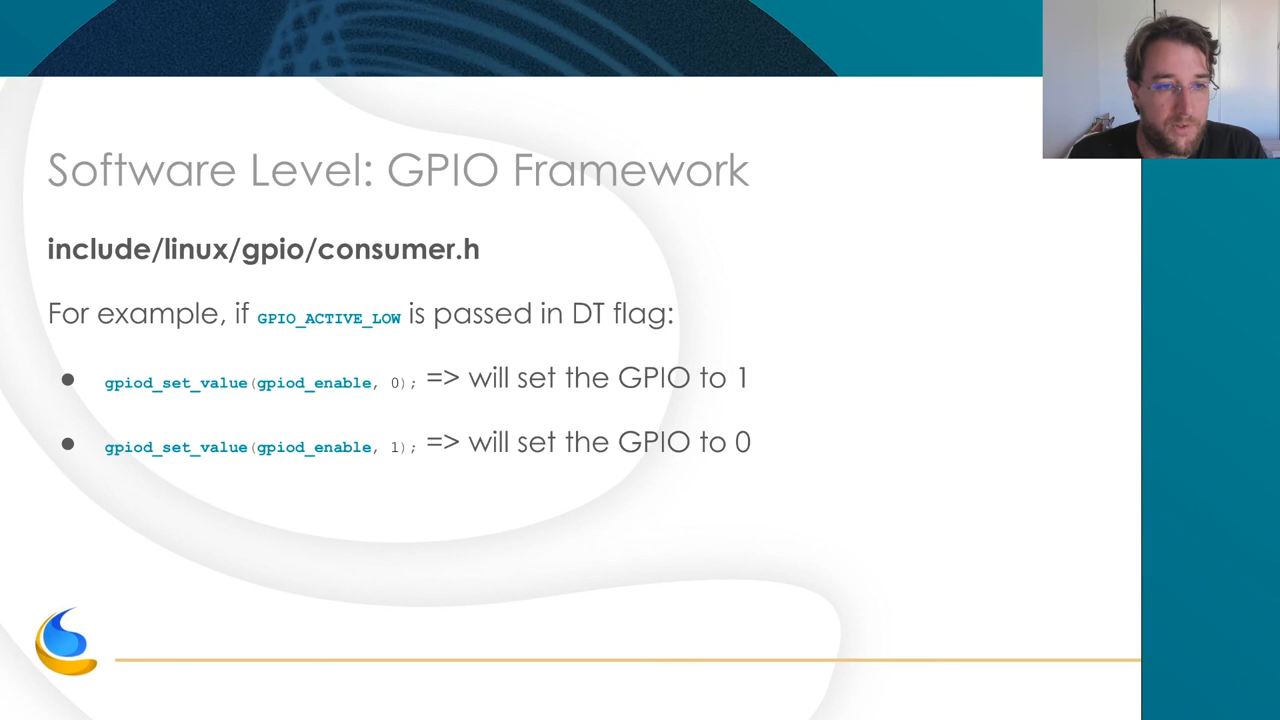 Software Level: GPIO Framework
include/linux/gpio/consumer.h
For example, if GPIO_ACTIVE_LOW is passed in DT flag:
● gpiod_set_value(gpiod_enable, 0); => will set the GPIO to 1
● gpiod_set_value(gpiod_enable, 1); => will set the GPIO to 0